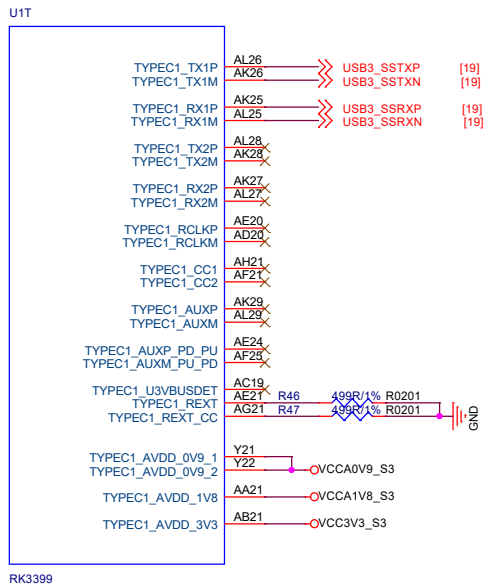 U1T
TYPEC1_TX1P AL26 USB3_SSTXP [19]
TYPEC1_TX1M AK26 USB3_SSTXN [19]
TYPEC1_RX1P AK25 USB3_SSRXP [19]
TYPEC1_RX1M AL25 USB3_SSRXN [19]
TYPEC1_TX2P AL28
TYPEC1_TX2M AK28
TYPEC1_RX2P AK27
TYPEC1_RX2M AL27
TYPEC1_RCLKP AE20
TYPEC1_RCLKM AD20
TYPEC1_CC1 AH21
TYPEC1_CC2 AF21
TYPEC1_AUXP AK29
TYPEC1_AUXM AL29
TYPEC1_AUXP_PD_PU AE24
TYPEC1_AUXM_PU_PD AF25
TYPEC1_U3VBUSDET AC19
TYPEC1_REXT AE21 R46 499R/1% R0201
TYPEC1_REXT_CC AG21 R47 499R/1% R0201
GND
TYPEC1_AVDD_0V9_1 Y21
TYPEC1_AVDD_0V9_2 Y22 VCCA0V9_S3
TYPEC1_AVDD_1V8 AA21 VCCA1V8_S3
TYPEC1_AVDD_3V3 AB21 VCC3V3_S3
RK3399